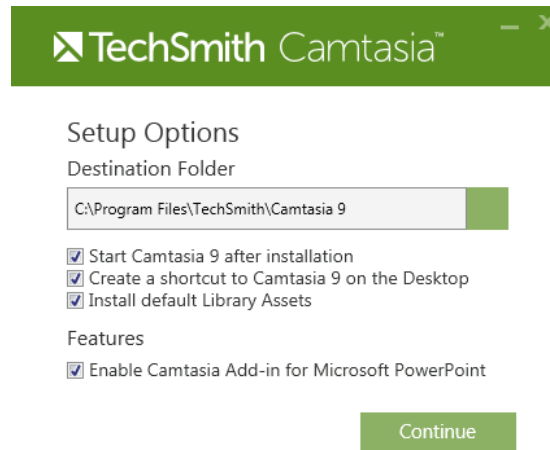 TechSmith Camtasia™
Setup Options
Destination Folder
C:\Program Files\TechSmith\Camtasia 9
Start Camtasia 9 after installation
Create a shortcut to Camtasia 9 on the Desktop
Install default Library Assets
Features
Enable Camtasia Add-in for Microsoft PowerPoint
Continue